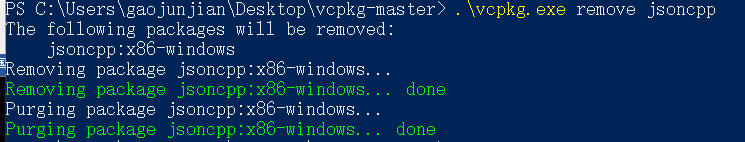 PS C:\Users\gaojunjian\Desktop\vcpkg-master> .\vcpkg.exe remove jsoncpp
The following packages will be removed:
    jsoncpp:x86-windows
Removing package jsoncpp:x86-windows...
Removing package jsoncpp:x86-windows... done
Purging package jsoncpp:x86-windows...
Purging package jsoncpp:x86-windows... done